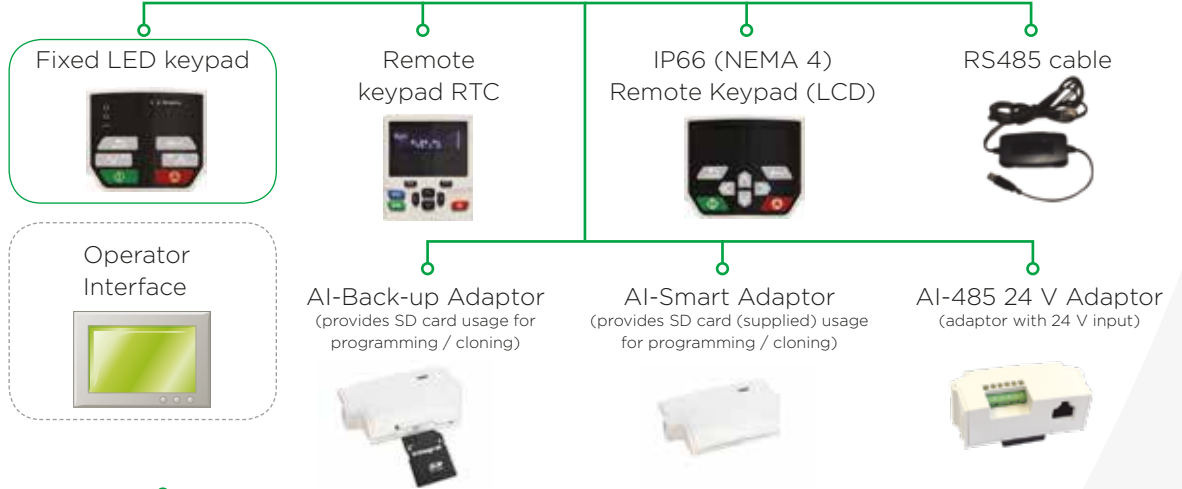 Fixed LED keypad
Remote
keypad RTC
IP66 (NEMA 4)
Remote Keypad (LCD)
RS485 cable
Operator
Interface
AI-Back-up Adaptor
(provides SD card usage for
programming / cloning)
AI-Smart Adaptor
(provides SD card (supplied) usage
for programming / cloning)
AI-485 24 V Adaptor
(adaptor with 24 V input)